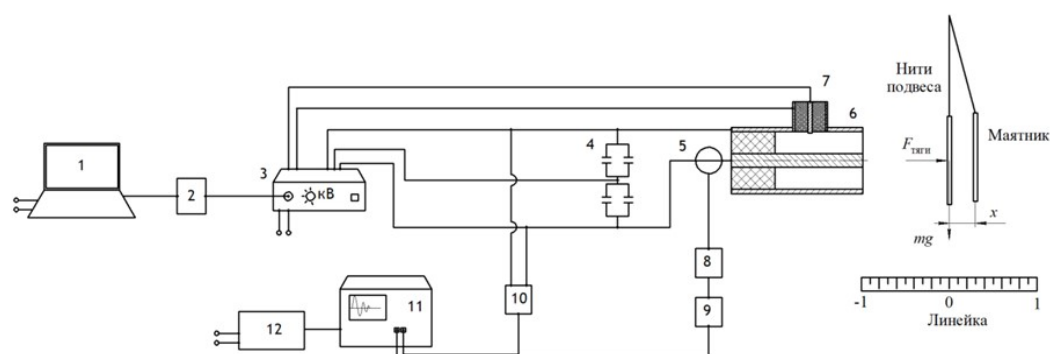 1
2
3
кВ
4
5
6
7
8
9
10
11
12
Нити
подвеса
Маятник
Fтяги
x
mg
-1 0 1
Линейка